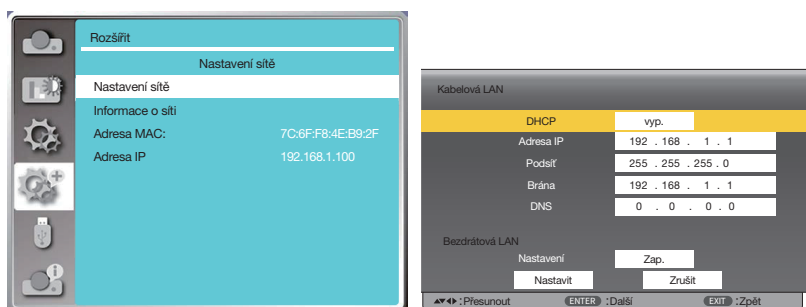 Rozšířit
Nastavení sítě
Nastavení sítě
Informace o síti
Adresa MAC: 7C:6F:F8:4E:B9:2F
Adresa IP 192.168.1.100
Kabelová LAN
DHCP vyp.
Adresa IP 192 . 168 . 1 . 1
Podsíť 255 . 255 . 255 . 0
Brána 192 . 168 . 1 . 1
DNS 0 . 0 . 0 . 0
Bezdrátová LAN
Nastavení Zap.
Nastavit Zrušit
▲▼◀▶ : Přesunout ENTER : Další EXIT : Zpět